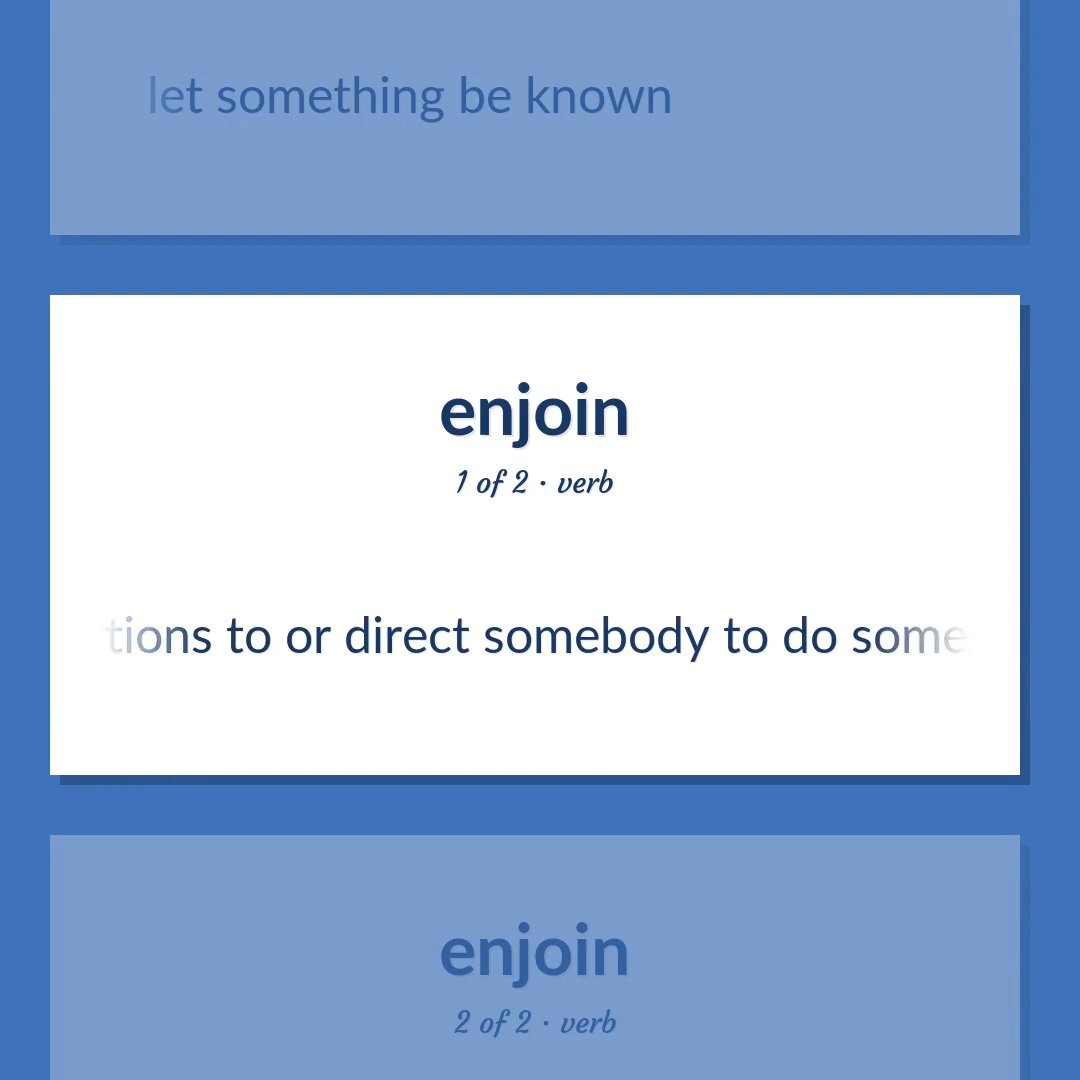 let something be known
enjoin
1 of 2 · verb
tions to or direct somebody to do some
enjoin
2 of 2 · verb